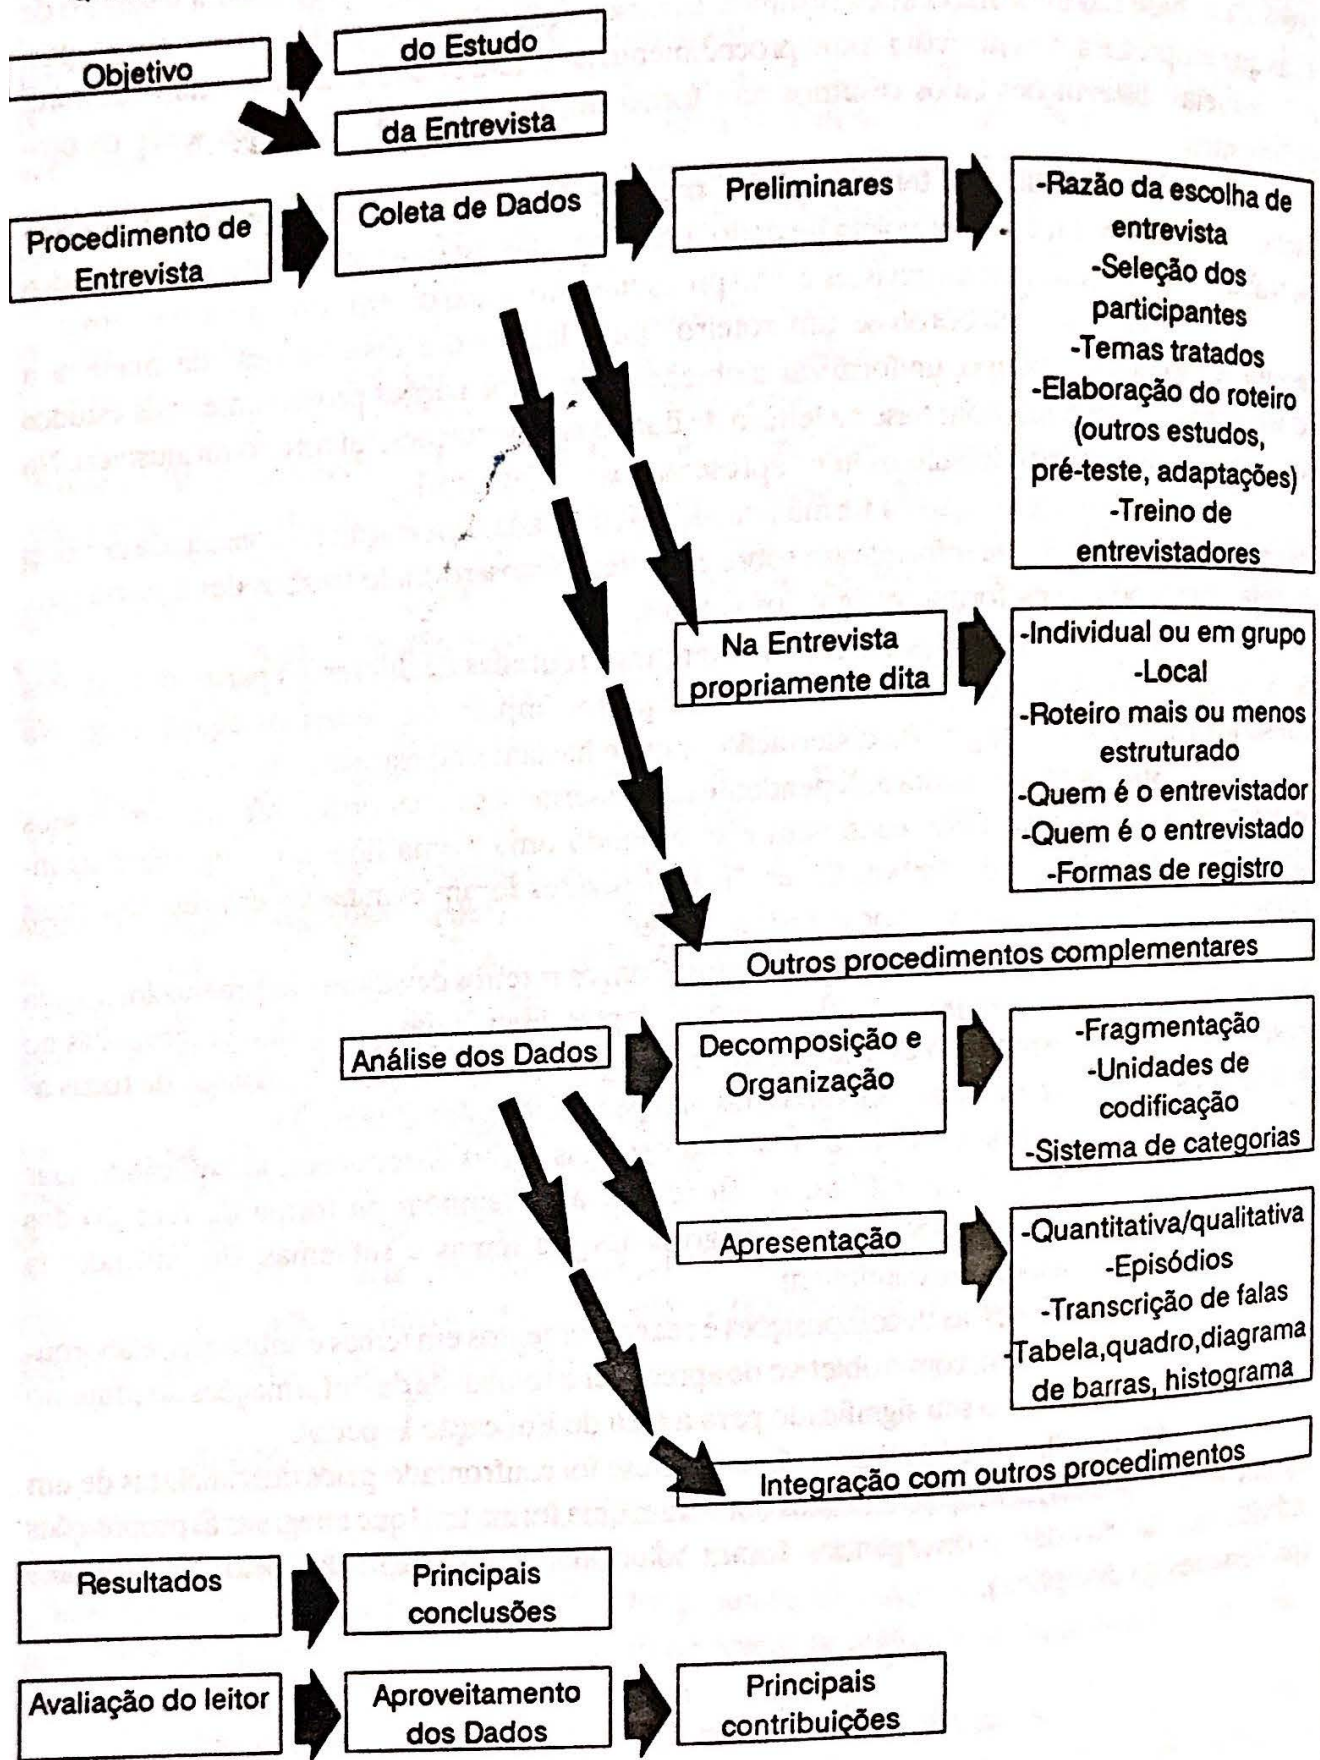 Objetivo
do Estudo
da Entrevista
Procedimento de
Entrevista
Coleta de Dados
Preliminares
-Razão da escolha de
entrevista
-Seleção dos
participantes
-Temas tratados
-Elaboração do roteiro
(outros estudos,
pré-teste, adaptações)
-Treino de
entrevistadores
Na Entrevista
propriamente dita
-Individual ou em grupo
-Local
-Roteiro mais ou menos
estruturado
-Quem é o entrevistador
-Quem é o entrevistado
-Formas de registro
Outros procedimentos complementares
Análise dos Dados
Decomposição e
Organização
-Fragmentação
-Unidades de
codificação
-Sistema de categorias
Apresentação
-Quantitativa/qualitativa
-Episódios
-Transcrição de falas
-Tabela,quadro,diagrama
de barras, histograma
Integração com outros procedimentos
Resultados
Principais
conclusões
Avaliação do leitor
Aproveitamento
dos Dados
Principais
contribuições